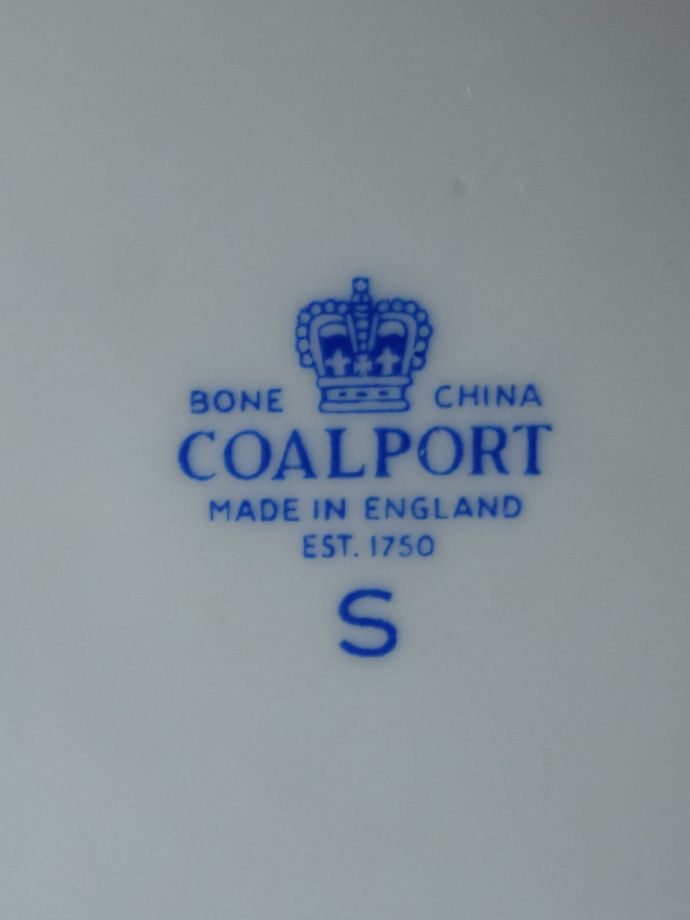 BONE CHINA
COALPORT
MADE IN ENGLAND
EST. 1750
S